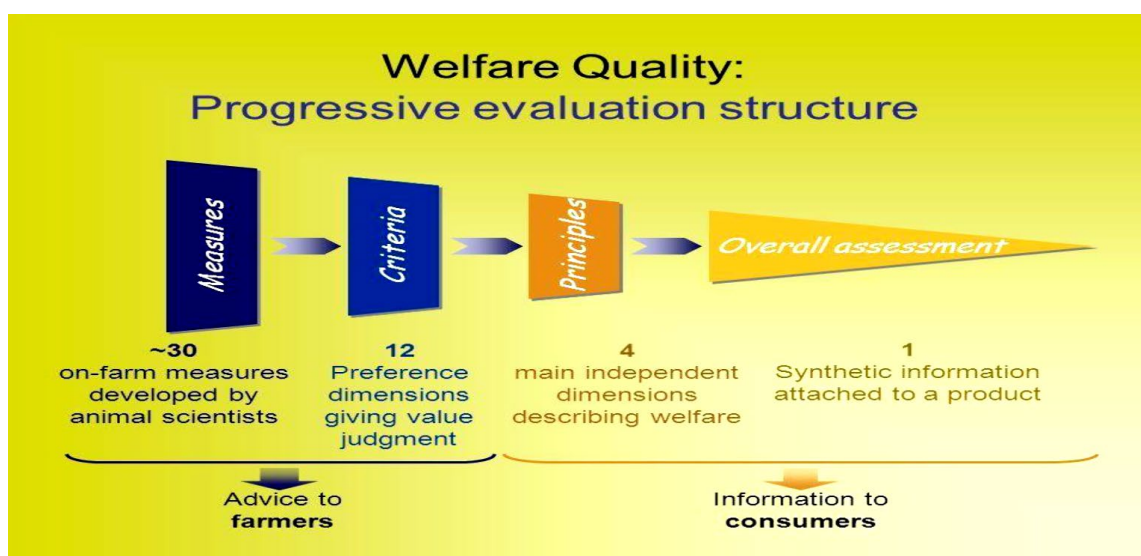 Welfare Quality:
Progressive evaluation structure
Measures
Criteria
Principles
Overall assessment
~30
on-farm measures
developed by
animal scientists
12
Preference
dimensions
giving value
judgment
4
main independent
dimensions
describing welfare
1
Synthetic information
attached to a product
Advice to
farmers
Information to
consumers